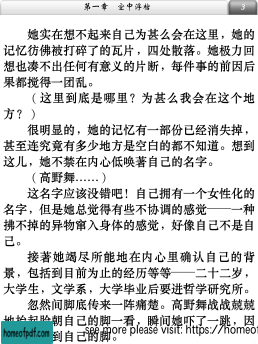 第一章 空中浮枯
3
她实在想不起来自己为甚么会在这里，她的
记忆彷佛被打碎了的瓦片，四处散落。她极力回
想也凑不出任何有意义的片断，每件事的前因后
果都搅得一团乱。
（这里到底是哪里？为甚么我会在这个地
方？）
很明显的，她的记忆有一部份已经消失掉，
甚至连究竟有多少地方是空白的都不知道。想到
这儿，她不禁在内心低唤著自己的名字。
（高野舞……）
这名字应该没错吧！自己拥有一个女性化的
名字，但是她总觉得有些不协调的感觉——一种
拂不掉的异物窜入身体的感觉，好像自己不是自
己。
接著她竭尽所能地在内心里确认自己的背
景，包括到目前为止的经历等等——二十二岁，
大学生，文学系，大学毕业后要进哲学研究所。
忽然间脚底传来一阵痛楚。高野舞战战兢兢
自己的脚一看，瞬间她吓了一跳，因
到自己的脚。
homeofpdf.com
see more please visit: https://homeof